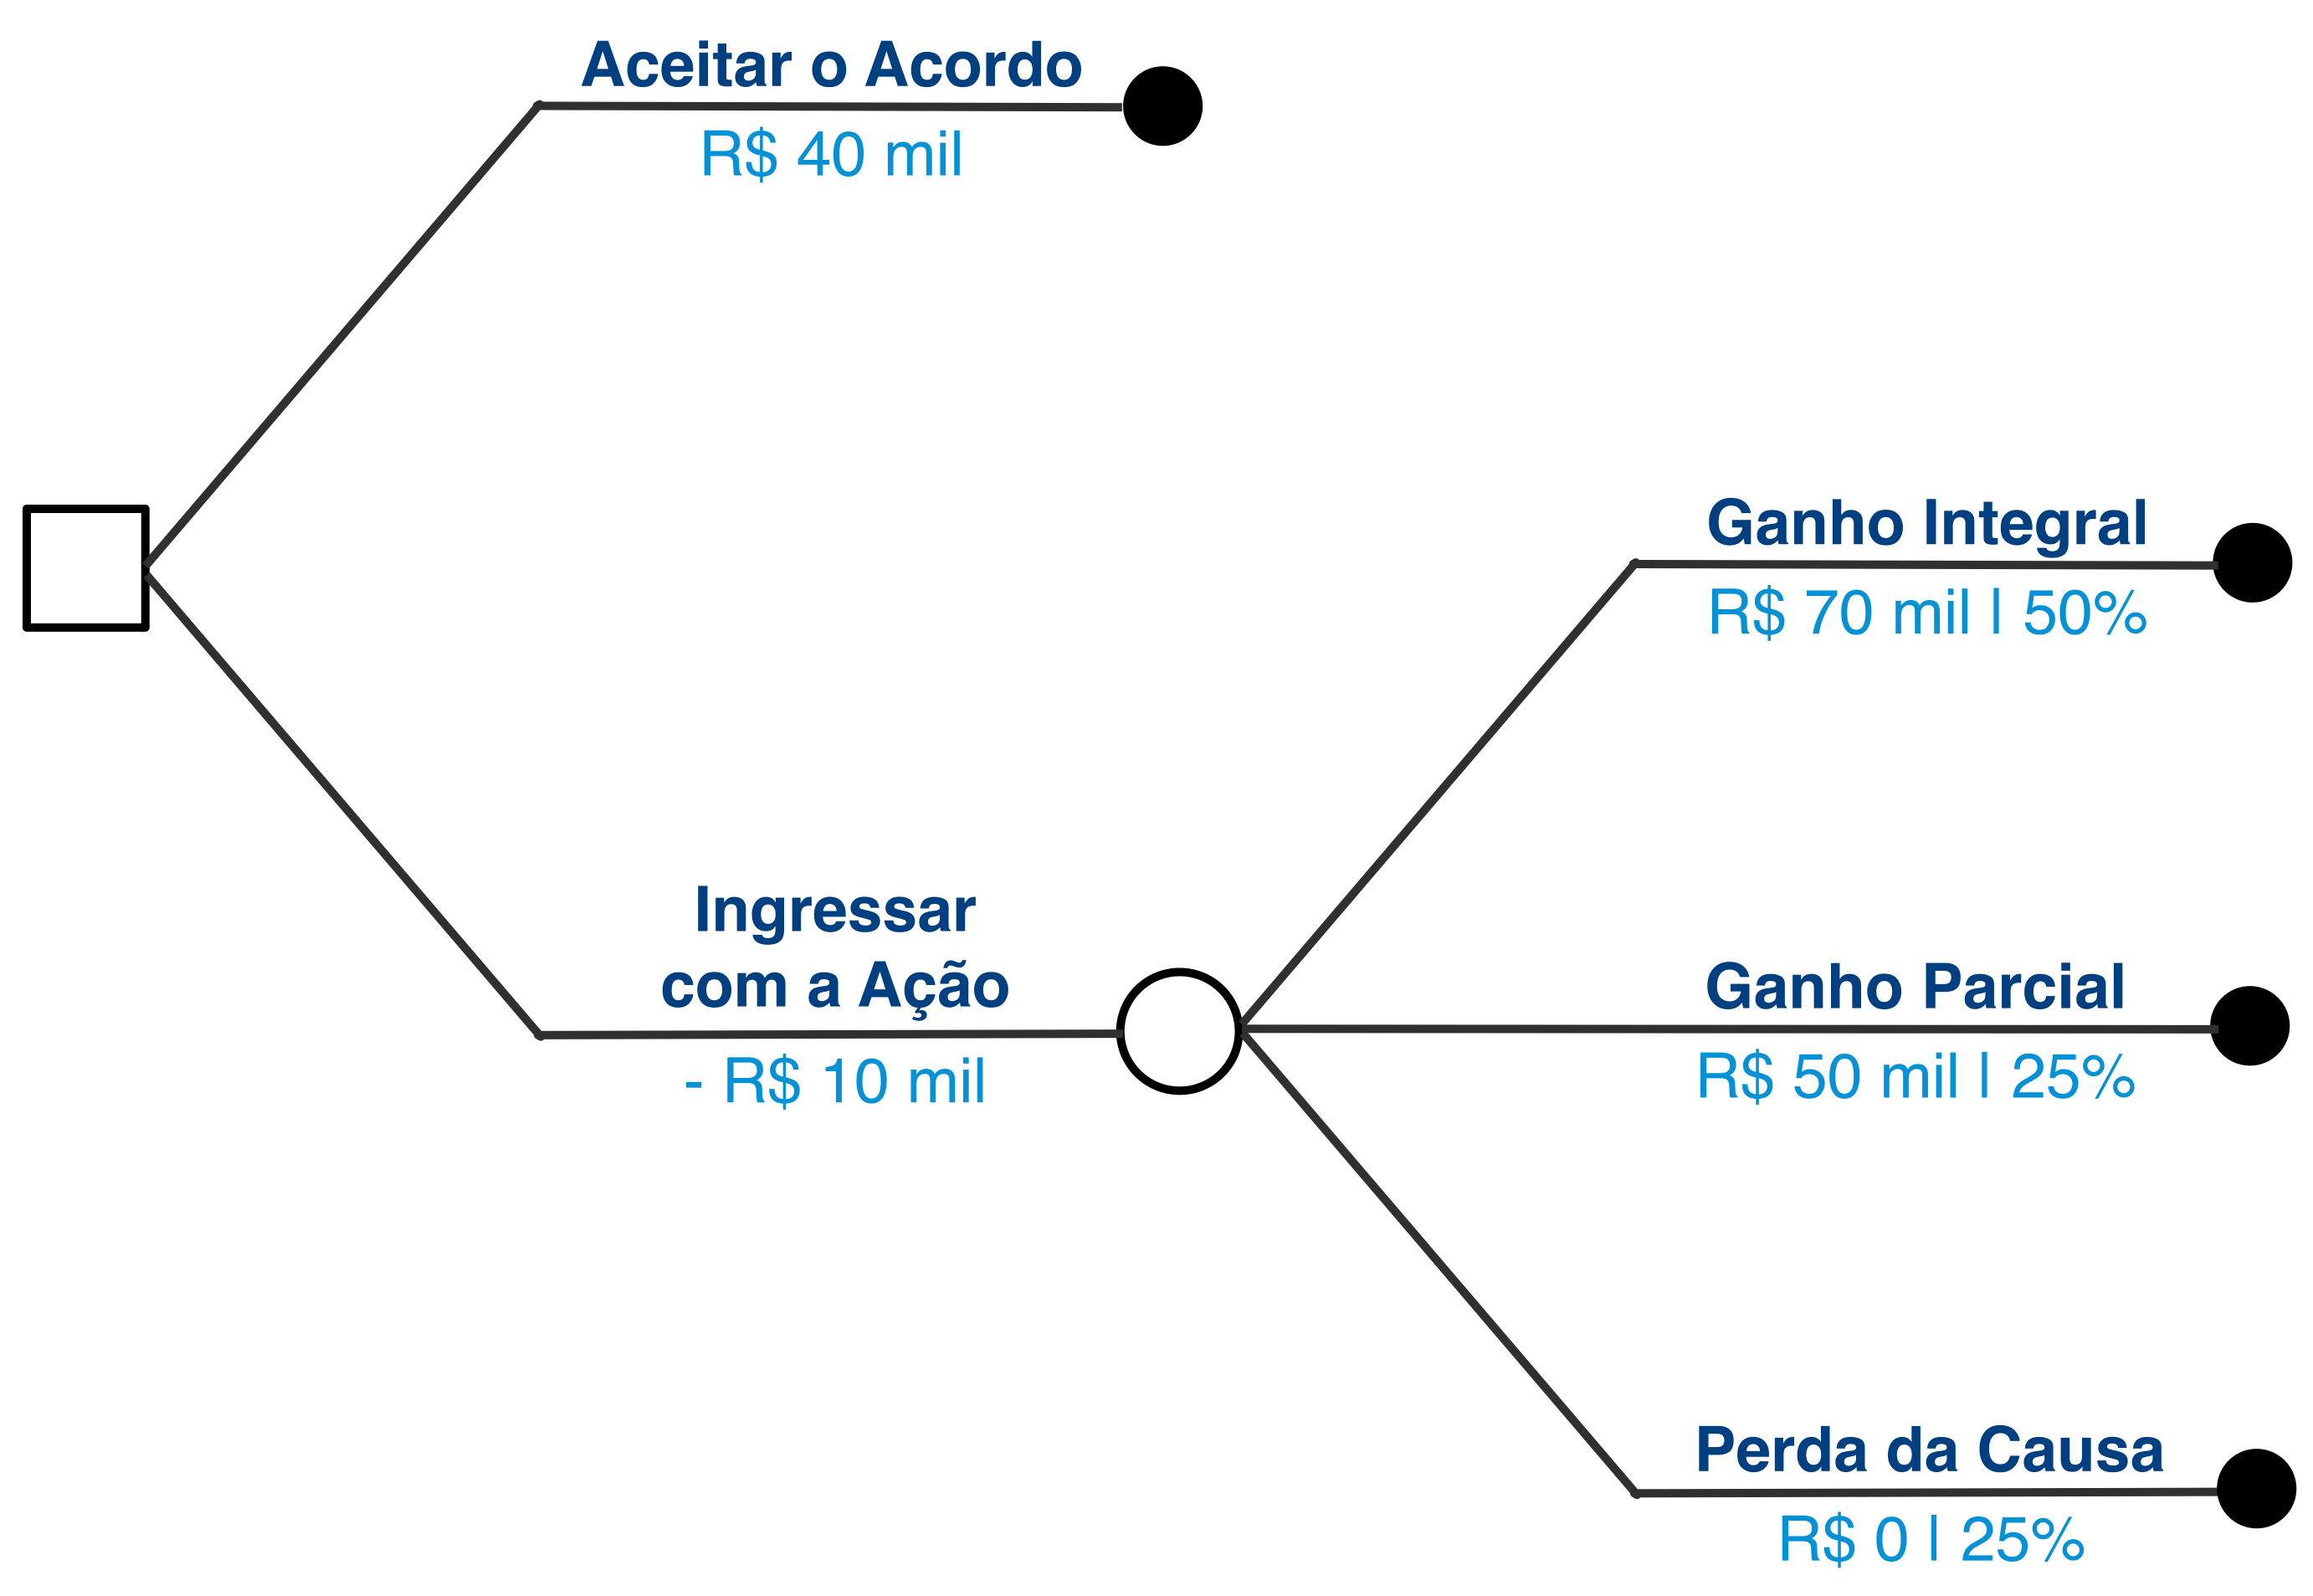 Aceitar o Acordo
R$ 40 mil
Ganho Integral
R$ 70 mil | 50%
Ingressar
com a Ação
- R$ 10 mil
Ganho Parcial
R$ 50 mil | 25%
Perda da Causa
R$ 0 | 25%